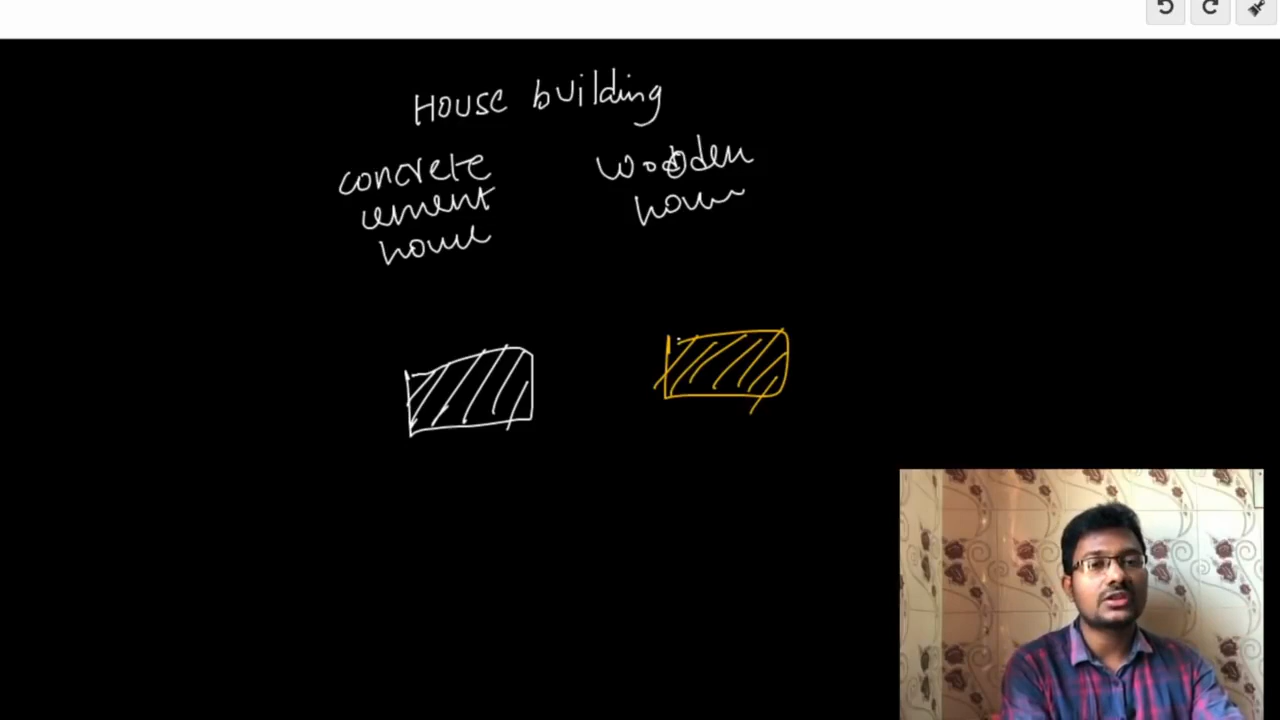 House building
concrete
cement
house
wooden
house